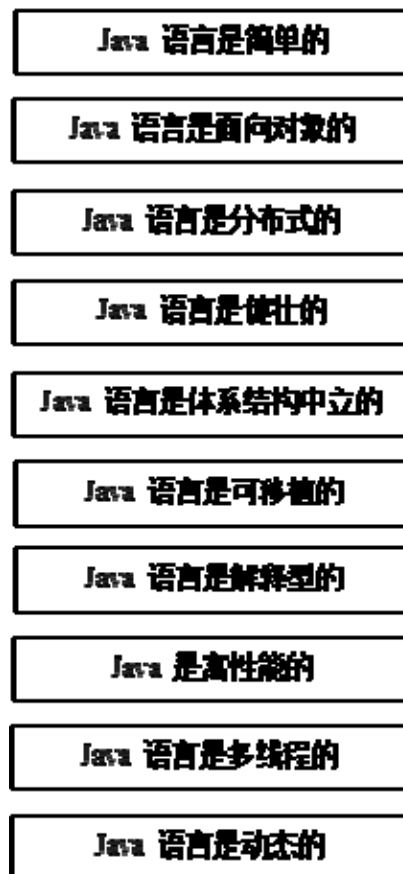 Java 语言是简单的
Java 语言是面向对象的
Java 语言是分布式的
Java 语言是健壮的
Java 语言是体系结构中立的
Java 语言是可移植的
Java 语言是解释型的
Java 是高性能的
Java 语言是多线程的
Java 语言是动态的